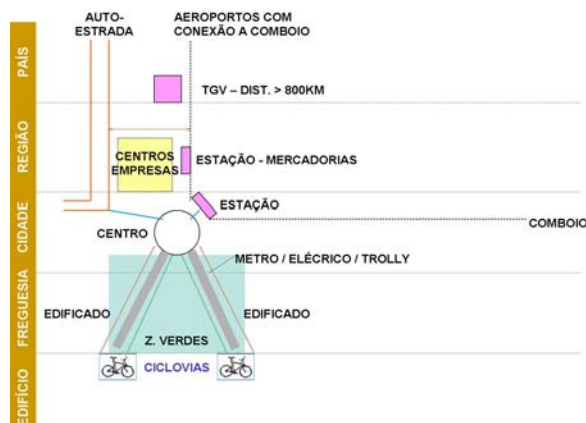 AUTO-
ESTRADA
AEROPORTOS COM
CONEXÃO A COMBOIO
PAÍS
TGV – DIST. > 800KM
REGIÃO
CENTROS
EMPRESAS
ESTAÇÃO - MERCADORIAS
CIDADE
ESTAÇÃO
COMBOIO
CENTRO
METRO / ELÉCRICO / TROLLY
FREGUESIA
EDIFICADO
EDIFICADO
Z. VERDES
CICLOVIAS
EDIFÍCIO